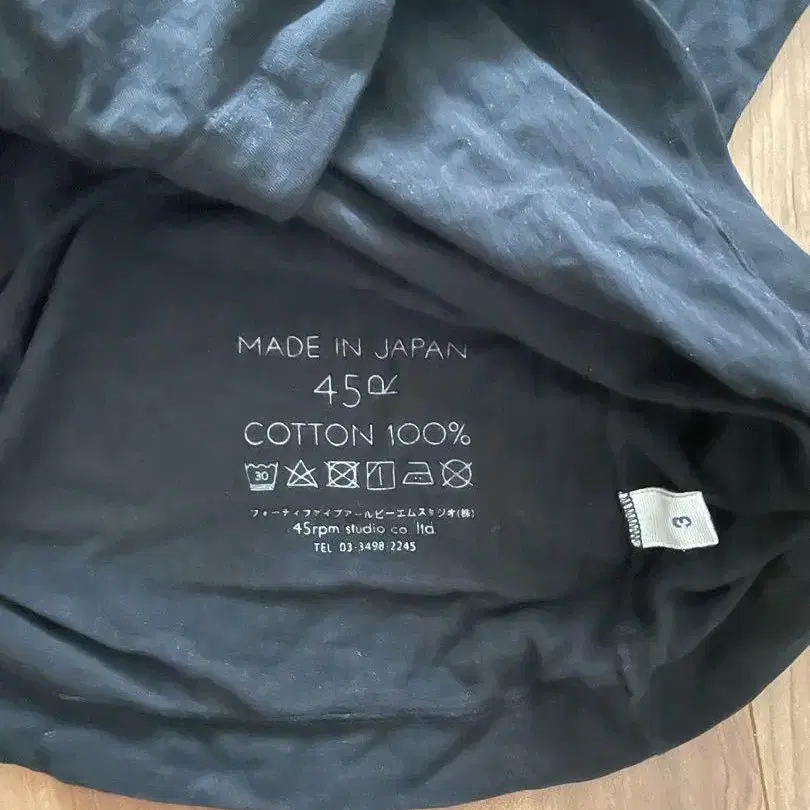 MADE IN JAPAN
45R
COTTON 100%
30
フォーティファイブアールピーエムスタジオ(株)
45rpm studio co. ltd.
TEL 03-3498-2245
3